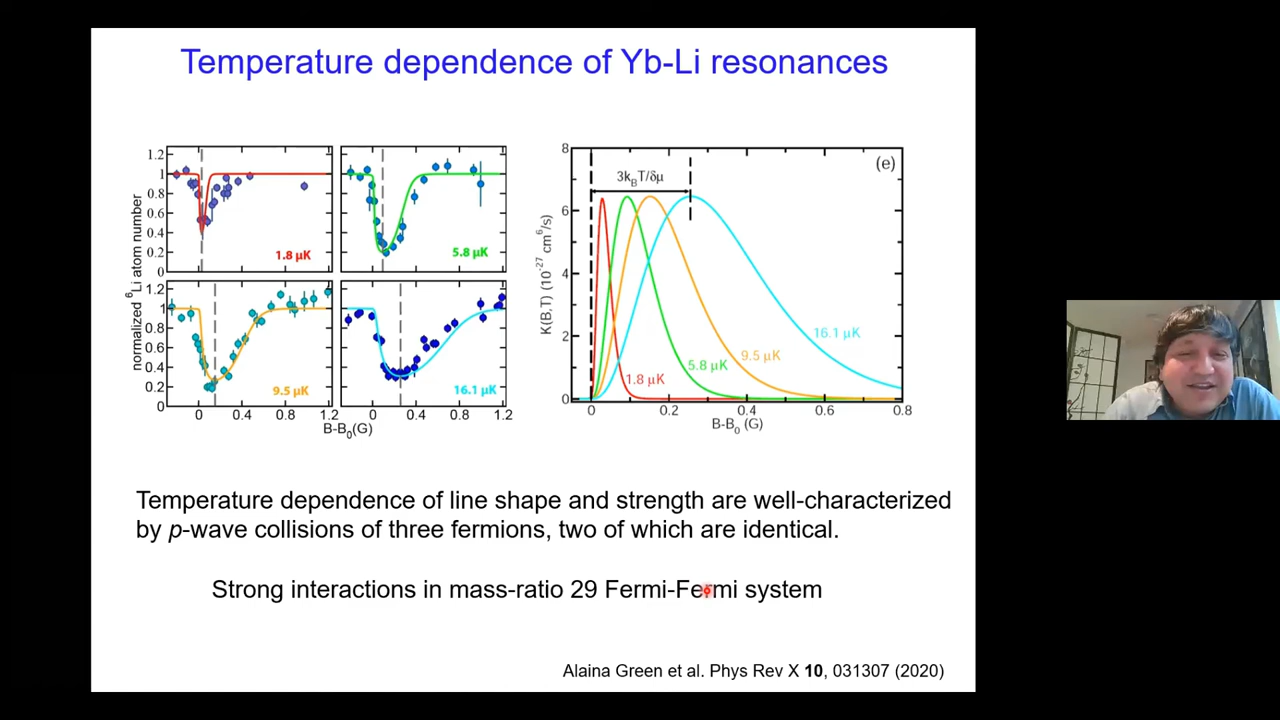 Temperature dependence of Yb-Li resonances
normalized ⁶Li atom number
1.2
1
0.8
0.6
0.4
0.2
0
1.8 μK
5.8 μK
1.2
1
0.8
0.6
0.4
0.2
9.5 μK
16.1 μK
0 0.4 0.8 1.2
0 0.4 0.8 1.2
B-B₀(G)
(e)
3k_BT/δμ
K(B,T) (10⁻²⁷ cm⁶/s)
8
6
4
2
0
1.8 μK
5.8 μK
9.5 μK
16.1 μK
0 0.2 0.4 0.6 0.8
B-B₀ (G)
Temperature dependence of line shape and strength are well-characterized
by p-wave collisions of three fermions, two of which are identical.
Strong interactions in mass-ratio 29 Fermi-Fermi system
Alaina Green et al. Phys Rev X 10, 031307 (2020)